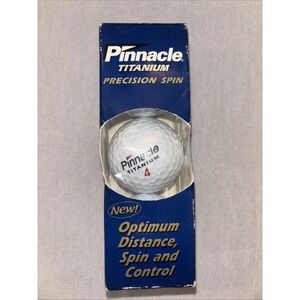 Pinnacle
TITANIUM
PRECISION SPIN
Pinnacle
TITANIUM
4
New!
Optimum
Distance,
Spin and
Control